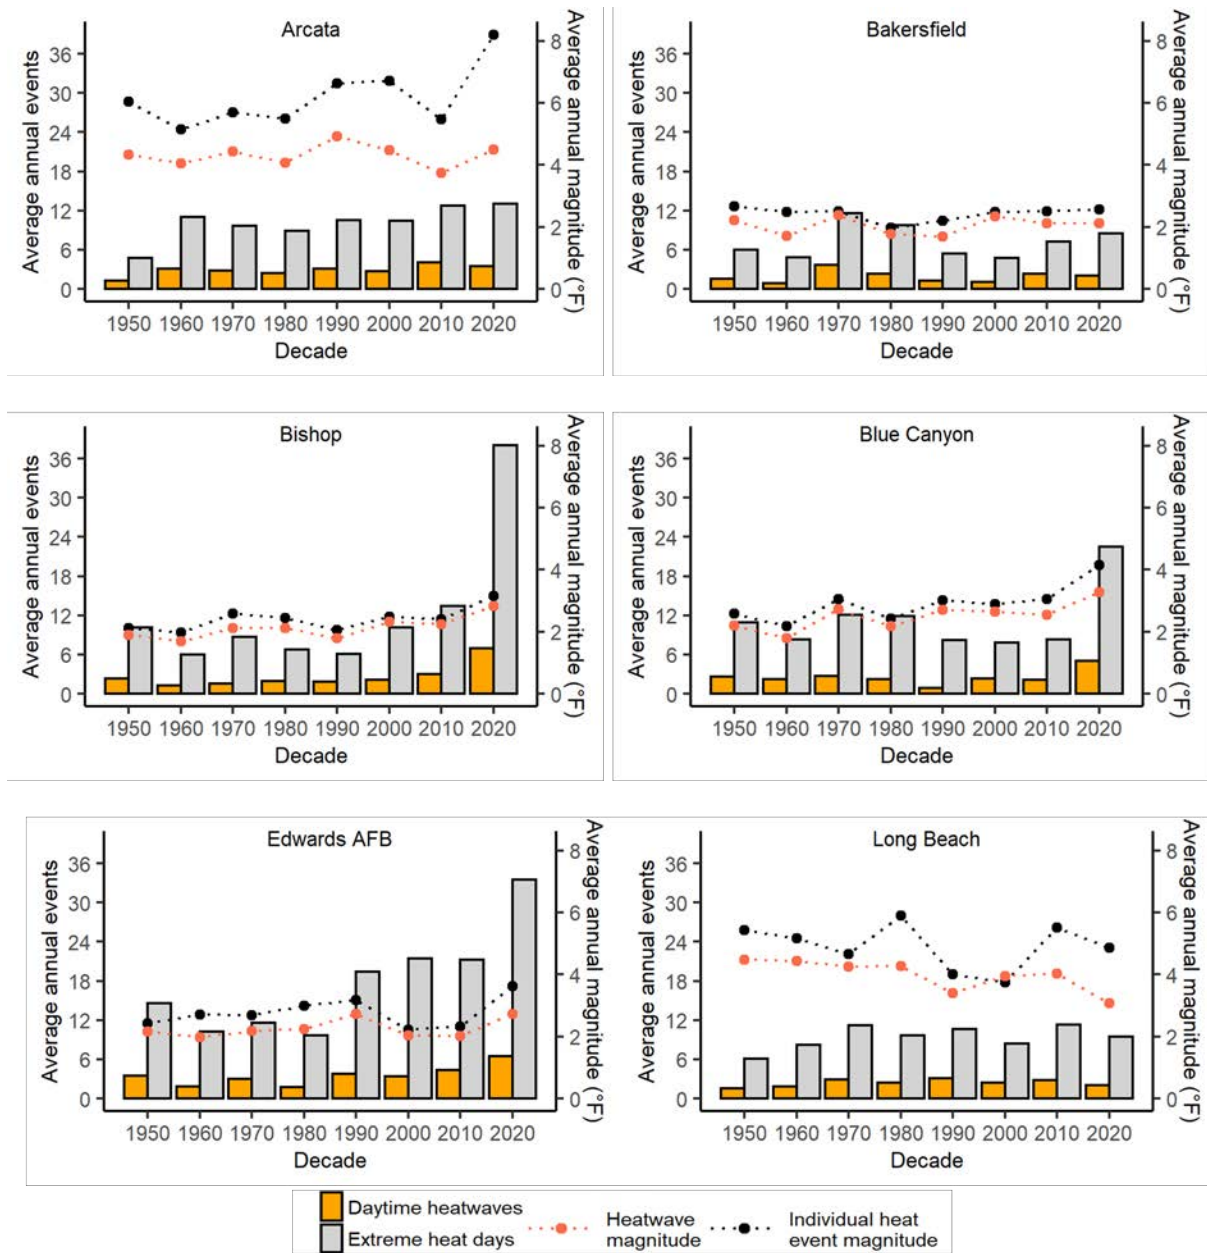 Arcata
Average annual events
36
30
24
18
12
6
0
8
6
4
2
0
Average annual magnitude (°F)
1950 1960 1970 1980 1990 2000 2010 2020
Decade
Bakersfield
Average annual events
36
30
24
18
12
6
0
8
6
4
2
0
Average annual magnitude (°F)
1950 1960 1970 1980 1990 2000 2010 2020
Decade
Bishop
Average annual events
36
30
24
18
12
6
0
8
6
4
2
0
Average annual magnitude (°F)
1950 1960 1970 1980 1990 2000 2010 2020
Decade
Blue Canyon
Average annual events
36
30
24
18
12
6
0
8
6
4
2
0
Average annual magnitude (°F)
1950 1960 1970 1980 1990 2000 2010 2020
Decade
Edwards AFB
Average annual events
36
30
24
18
12
6
0
8
6
4
2
0
Average annual magnitude (°F)
1950 1960 1970 1980 1990 2000 2010 2020
Decade
Long Beach
Average annual events
36
30
24
18
12
6
0
8
6
4
2
0
Average annual magnitude (°F)
1950 1960 1970 1980 1990 2000 2010 2020
Decade
Daytime heatwaves
Extreme heat days
Heatwave
magnitude
Individual heat
event magnitude